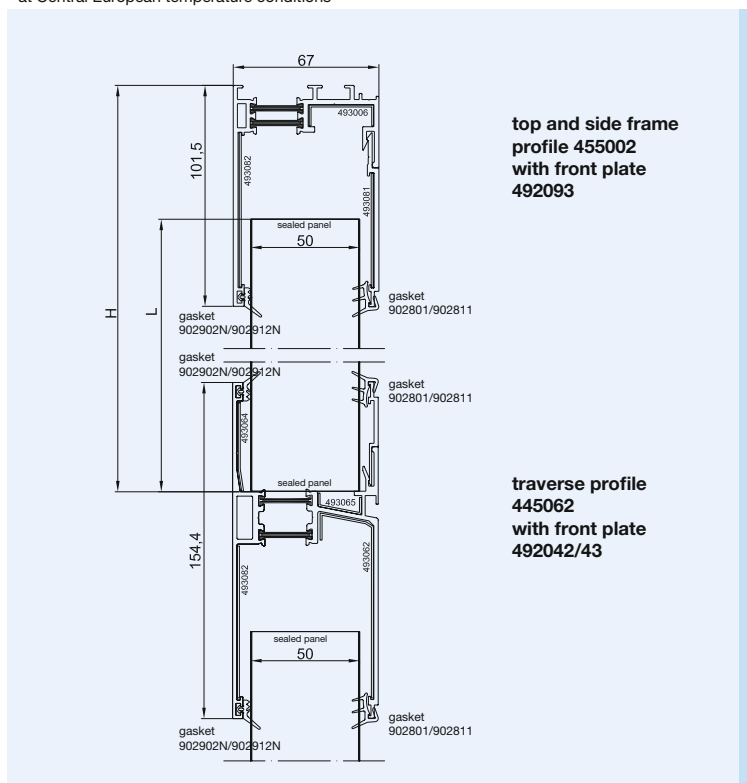 at Central European temperature conditions
67
493006
101,5
493082
493081
top and side frame
profile 455002
with front plate
492093
sealed panel
50
H
L
gasket
902902N/902912N
gasket
902801/902811
gasket
902902N/902912N
gasket
902801/902811
493064
sealed panel
493065
154,4
493082
493062
traverse profile
445062
with front plate
492042/43
sealed panel
50
gasket
902902N/902912N
gasket
902801/902811